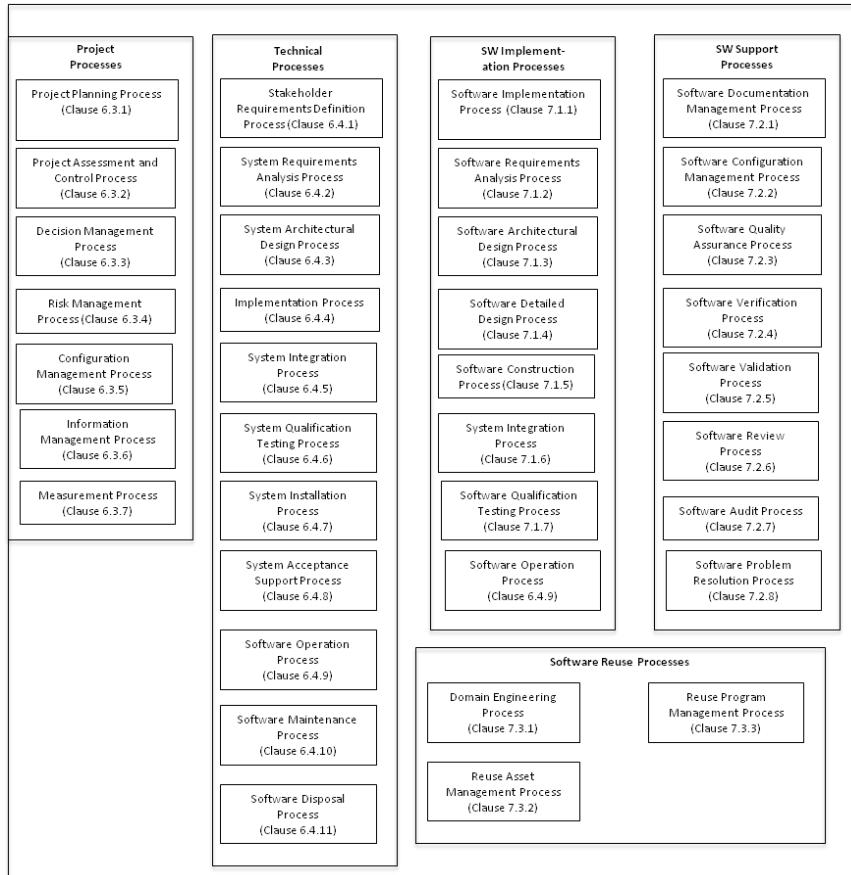 Project
Processes
Project Planning Process
(Clause 6.3.1)
Project Assessment and
Control Process
(Clause 6.3.2)
Decision Management
Process
(Clause 6.3.3)
Risk Management
Process (Clause 6.3.4)
Configuration
Management Process
(Clause 6.3.5)
Information
Management Process
(Clause 6.3.6)
Measurement Process
(Clause 6.3.7)
Technical
Processes
Stakeholder
Requirements Definition
Process (Clause 6.4.1)
System Requirements
Analysis Process
(Clause 6.4.2)
System Architectural
Design Process
(Clause 6.4.3)
Implementation Process
(Clause 6.4.4)
System Integration
Process
(Clause 6.4.5)
System Qualification
Testing Process
(Clause 6.4.6)
System Installation
Process
(Clause 6.4.7)
System Acceptance
Support Process
(Clause 6.4.8)
Software Operation
Process
(Clause 6.4.9)
Software Maintenance
Process
(Clause 6.4.10)
Software Disposal
Process
(Clause 6.4.11)
SW Implement-
ation Processes
Software Implementation
Process (Clause 7.1.1)
Software Requirements
Analysis Process
(Clause 7.1.2)
Software Architectural
Design Process
(Clause 7.1.3)
Software Detailed
Design Process
(Clause 7.1.4)
Software Construction
Process (Clause 7.1.5)
System Integration
Process
(Clause 7.1.6)
Software Qualification
Testing Process
(Clause 7.1.7)
Software Operation
Process
(Clause 6.4.9)
SW Support
Processes
Software Documentation
Management Process
(Clause 7.2.1)
Software Configuration
Management Process
(Clause 7.2.2)
Software Quality
Assurance Process
(Clause 7.2.3)
Software Verification
Process
(Clause 7.2.4)
Software Validation
Process
(Clause 7.2.5)
Software Review
Process
(Clause 7.2.6)
Software Audit Process
(Clause 7.2.7)
Software Problem
Resolution Process
(Clause 7.2.8)
Software Reuse Processes
Domain Engineering
Process
(Clause 7.3.1)
Reuse Asset
Management Process
(Clause 7.3.2)
Reuse Program
Management Process
(Clause 7.3.3)